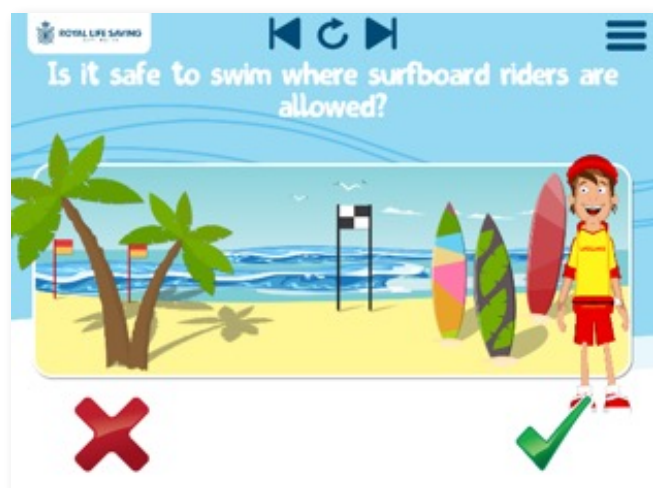 ROYAL LIFE SAVING
Is it safe to swim where surfboard riders are
allowed?